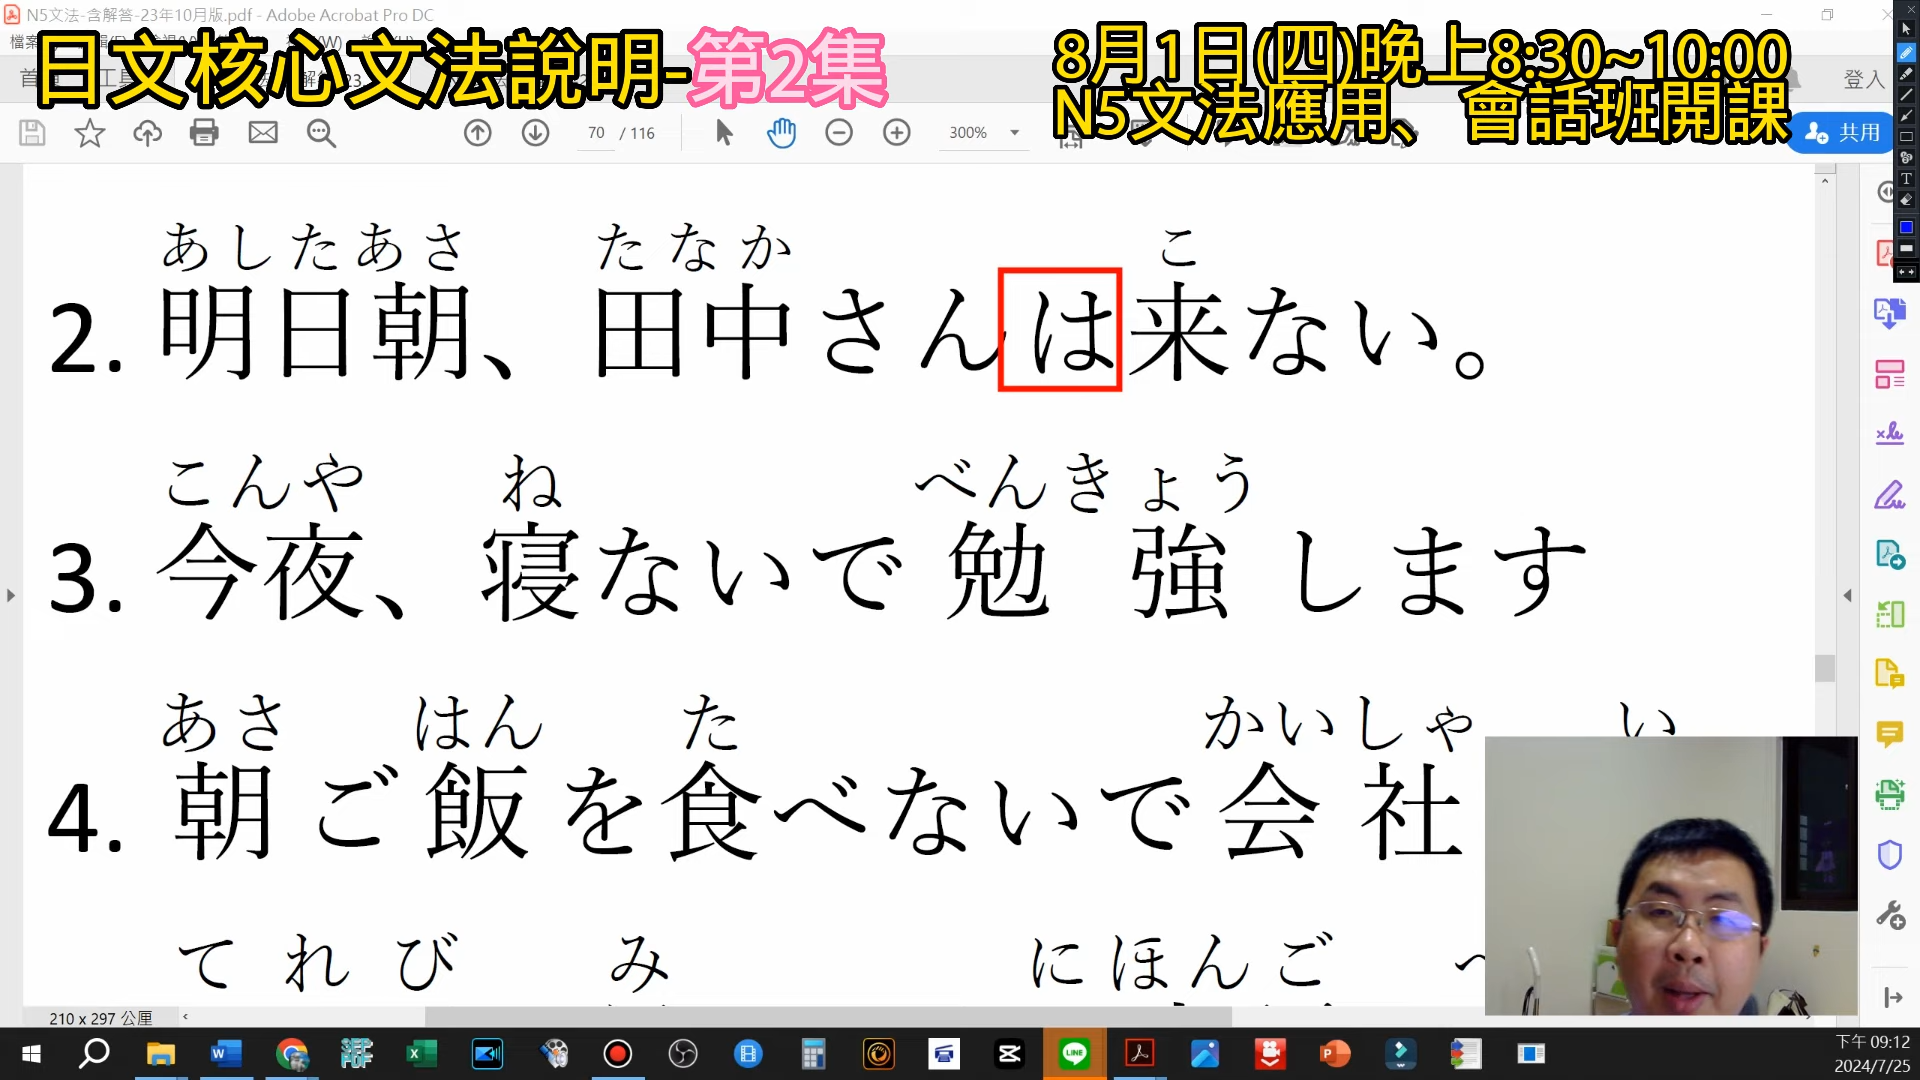 N5文法-含解答-23年10月版.pdf - Adobe Acrobat Pro DC
日文核心文法說明-第2集
8月1日(四)晚上8:30~10:00
N5文法應用、會話班開課
登入
70 / 116
300%
共用
あしたあさ たなか こ
2. 明日朝、田中さんは来ない。
こんや ね べんきょう
3. 今夜、寝ないで勉強します
あさ はん た かいしゃ い
4. 朝ご飯を食べないで会社
てれび み にほんご べ
210 x 297 公厘
下午 09:12
2024/7/25